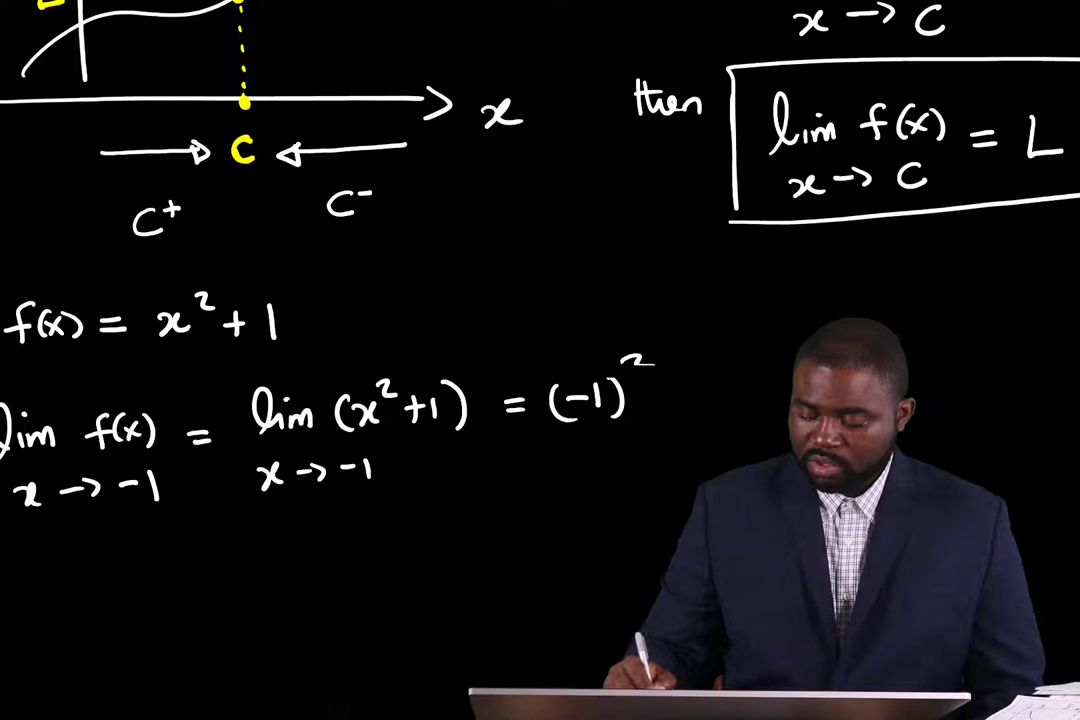 x → C
x
then
lim f(x) = L
x → C
C
C⁺ C⁻
f(x) = x² + 1
lim f(x) = lim (x² + 1) = (-1)²
x → -1 x → -1